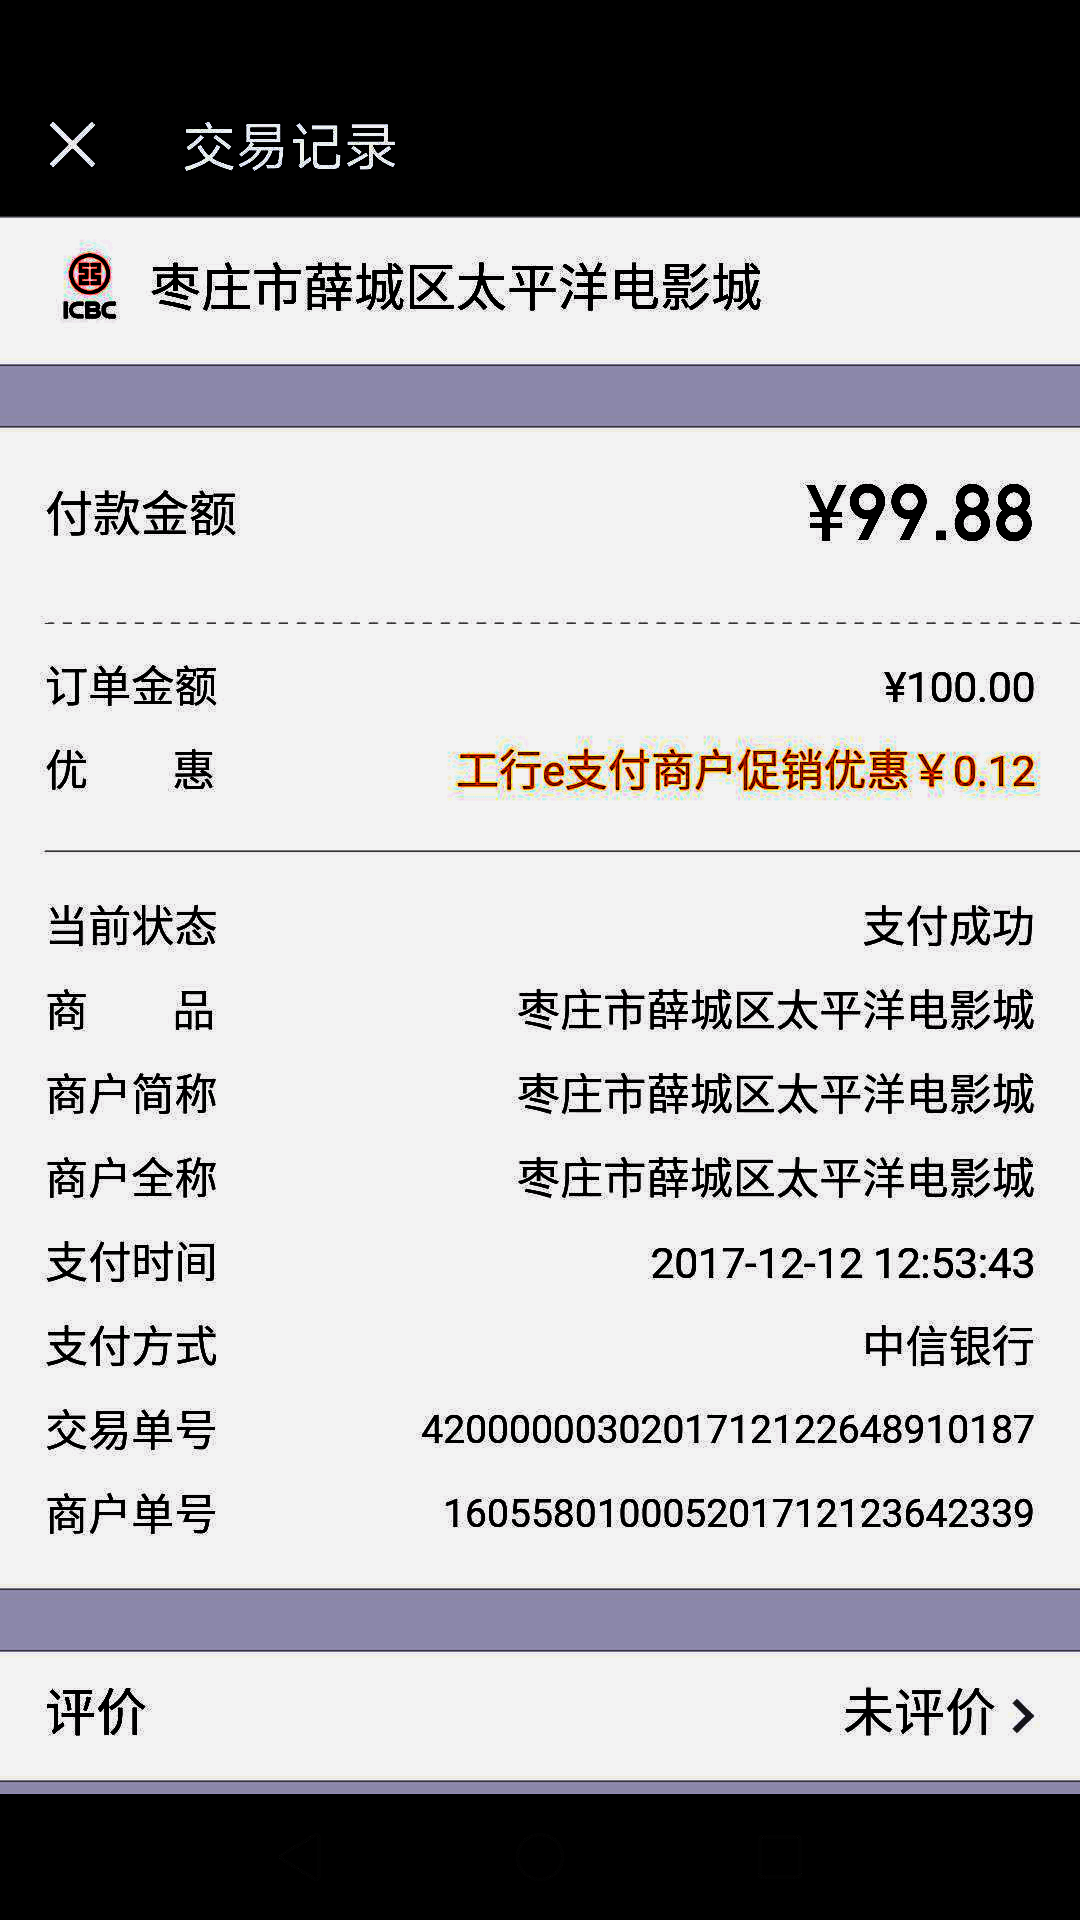 交易记录
ICBC 枣庄市薛城区太平洋电影城
付款金额 ¥99.88
订单金额 ¥100.00
优惠 工行e支付商户促销优惠￥0.12
当前状态 支付成功
商品 枣庄市薛城区太平洋电影城
商户简称 枣庄市薛城区太平洋电影城
商户全称 枣庄市薛城区太平洋电影城
支付时间 2017-12-12 12:53:43
支付方式 中信银行
交易单号 4200000030201712122648910187
商户单号 160558010005201712123642339
评价 未评价